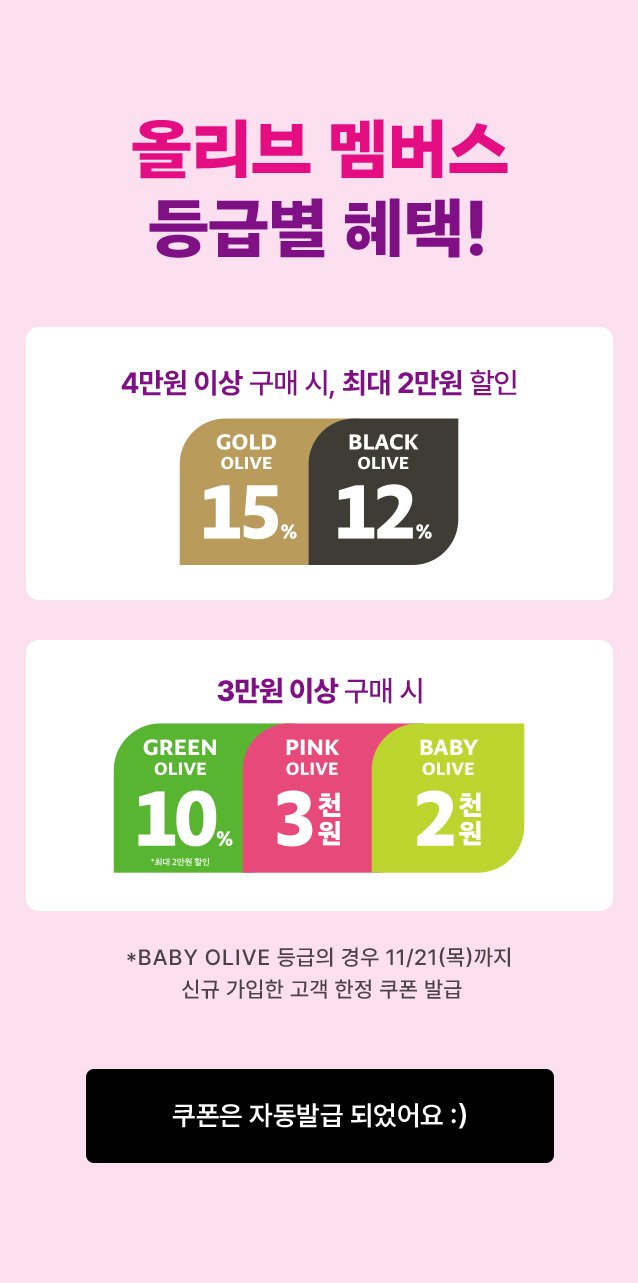 올리브 멤버스
등급별 혜택!
4만원 이상 구매 시, 최대 2만원 할인
GOLD
OLIVE
15%
BLACK
OLIVE
12%
3만원 이상 구매 시
GREEN
OLIVE
10%
*최대 2만원 할인
PINK
OLIVE
3천원
BABY
OLIVE
2천원
*BABY OLIVE 등급의 경우 11/21(목)까지
신규 가입한 고객 한정 쿠폰 발급
쿠폰은 자동발급 되었어요 :)